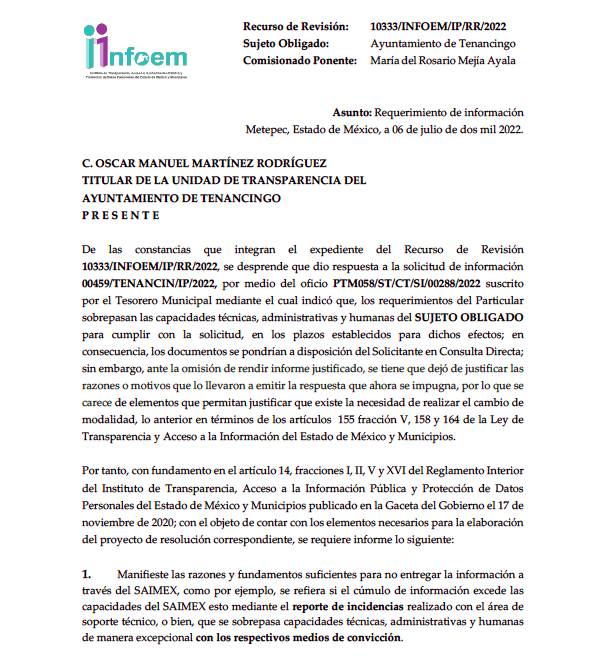 infoem
Instituto de Transparencia, Acceso a la Información Pública y
Protección de Datos Personales del Estado de México y Municipios
Recurso de Revisión: 10333/INFOEM/IP/RR/2022
Sujeto Obligado: Ayuntamiento de Tenancingo
Comisionado Ponente: María del Rosario Mejía Ayala
Asunto: Requerimiento de información
Metepec, Estado de México, a 06 de julio de dos mil 2022.
C. OSCAR MANUEL MARTÍNEZ RODRÍGUEZ
TITULAR DE LA UNIDAD DE TRANSPARENCIA DEL
AYUNTAMIENTO DE TENANCINGO
P R E S E N T E
De las constancias que integran el expediente del Recurso de Revisión
10333/INFOEM/IP/RR/2022, se desprende que dio respuesta a la solicitud de información
00459/TENANCIN/IP/2022, por medio del oficio PTM058/ST/CT/SI/00288/2022 suscrito
por el Tesorero Municipal mediante el cual indicó que, los requerimientos del Particular
sobrepasan las capacidades técnicas, administrativas y humanas del SUJETO OBLIGADO
para cumplir con la solicitud, en los plazos establecidos para dichos efectos; en
consecuencia, los documentos se pondrían a disposición del Solicitante en Consulta Directa;
sin embargo, ante la omisión de rendir informe justificado, se tiene que dejó de justificar las
razones o motivos que lo llevaron a emitir la respuesta que ahora se impugna, por lo que se
carece de elementos que permitan justificar que existe la necesidad de realizar el cambio de
modalidad, lo anterior en términos de los artículos 155 fracción V, 158 y 164 de la Ley de
Transparencia y Acceso a la Información del Estado de México y Municipios.
Por tanto, con fundamento en el artículo 14, fracciones I, II, V y XVI del Reglamento Interior
del Instituto de Transparencia, Acceso a la Información Pública y Protección de Datos
Personales del Estado de México y Municipios publicado en la Gaceta del Gobierno el 17 de
noviembre de 2020; con el objeto de contar con los elementos necesarios para la elaboración
del proyecto de resolución correspondiente, se requiere informe lo siguiente:
1. Manifieste las razones y fundamentos suficientes para no entregar la información a
través del SAIMEX, como por ejemplo, se refiera si el cúmulo de información excede las
capacidades del SAIMEX esto mediante el reporte de incidencias realizado con el área de
soporte técnico, o bien, que se sobrepasa capacidades técnicas, administrativas y humanas
de manera excepcional con los respectivos medios de convicción.